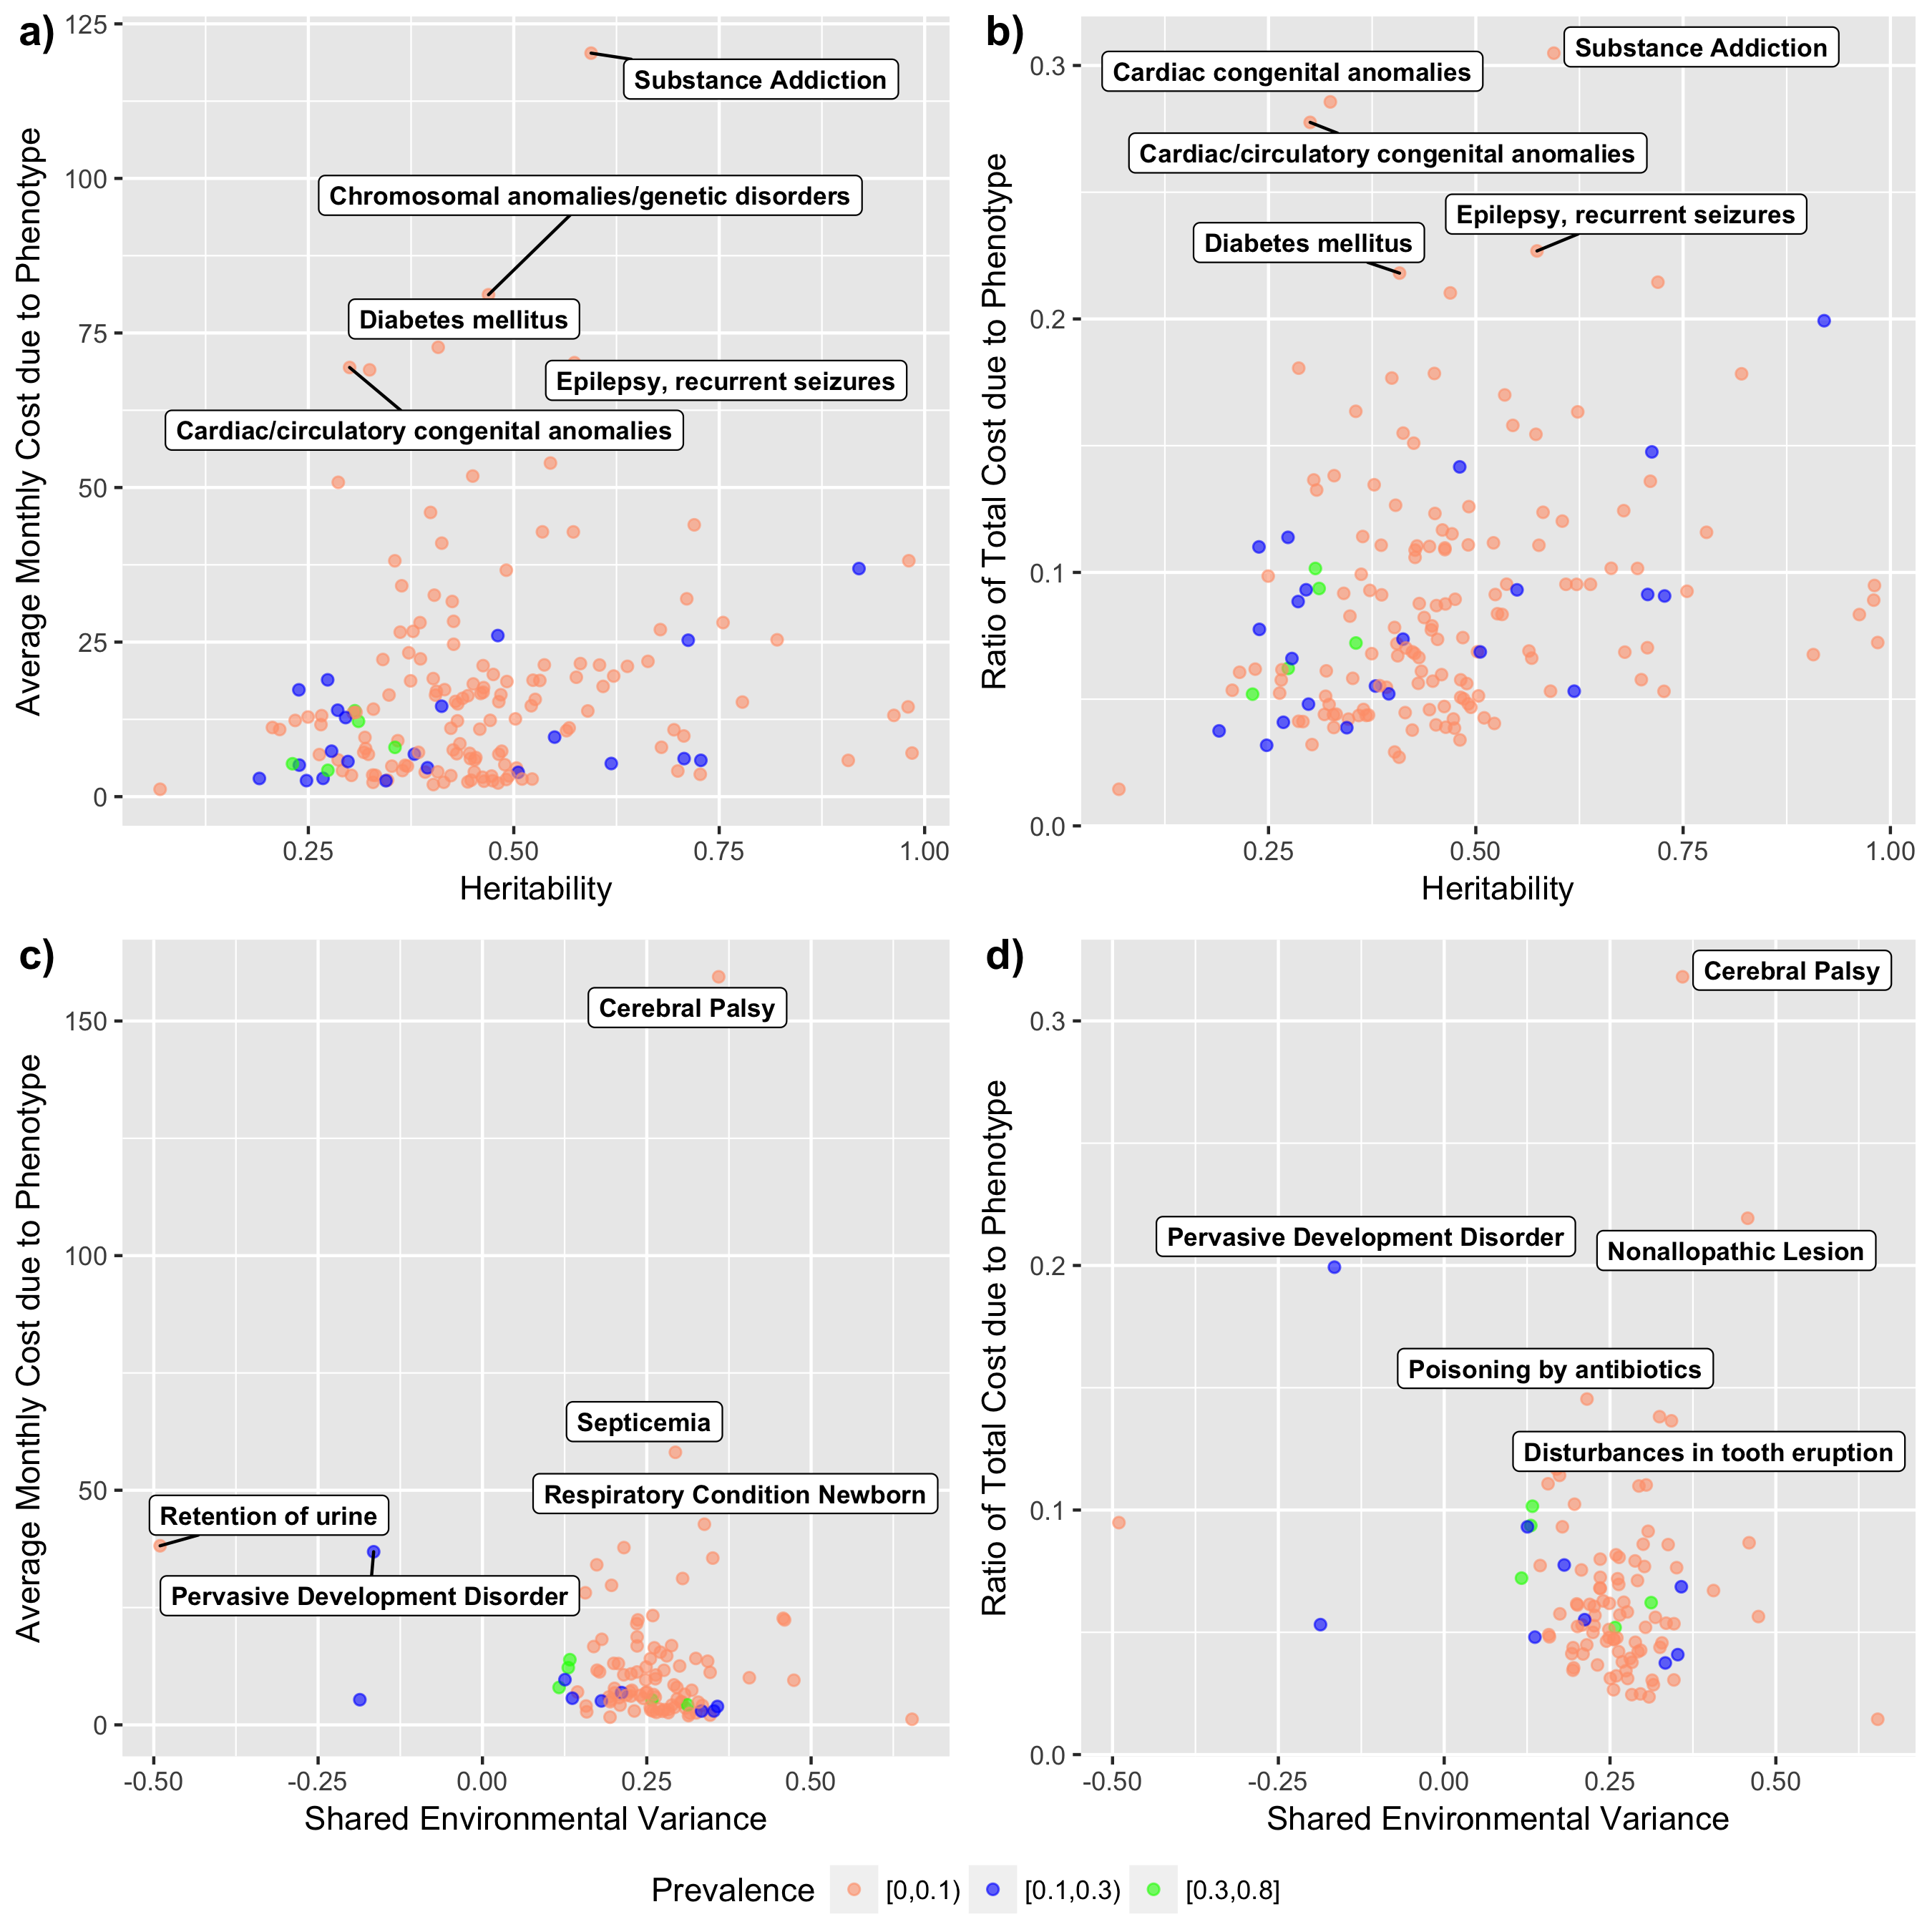 a)
Average Monthly Cost due to Phenotype
125
100
75
50
25
0
Substance Addiction
Chromosomal anomalies/genetic disorders
Diabetes mellitus
Epilepsy, recurrent seizures
Cardiac/circulatory congenital anomalies
0.25 0.50 0.75 1.00
Heritability
b)
Ratio of Total Cost due to Phenotype
0.3
0.2
0.1
0.0
Substance Addiction
Cardiac congenital anomalies
Cardiac/circulatory congenital anomalies
Epilepsy, recurrent seizures
Diabetes mellitus
0.25 0.50 0.75 1.00
Heritability
c)
Average Monthly Cost due to Phenotype
150
100
50
0
Cerebral Palsy
Septicemia
Respiratory Condition Newborn
Retention of urine
Pervasive Development Disorder
-0.50 -0.25 0.00 0.25 0.50
Shared Environmental Variance
d)
Ratio of Total Cost due to Phenotype
0.3
0.2
0.1
0.0
Cerebral Palsy
Pervasive Development Disorder
Nonallopathic Lesion
Poisoning by antibiotics
Disturbances in tooth eruption
-0.50 -0.25 0.00 0.25 0.50
Shared Environmental Variance
Prevalence [0,0.1) [0.1,0.3) [0.3,0.8]